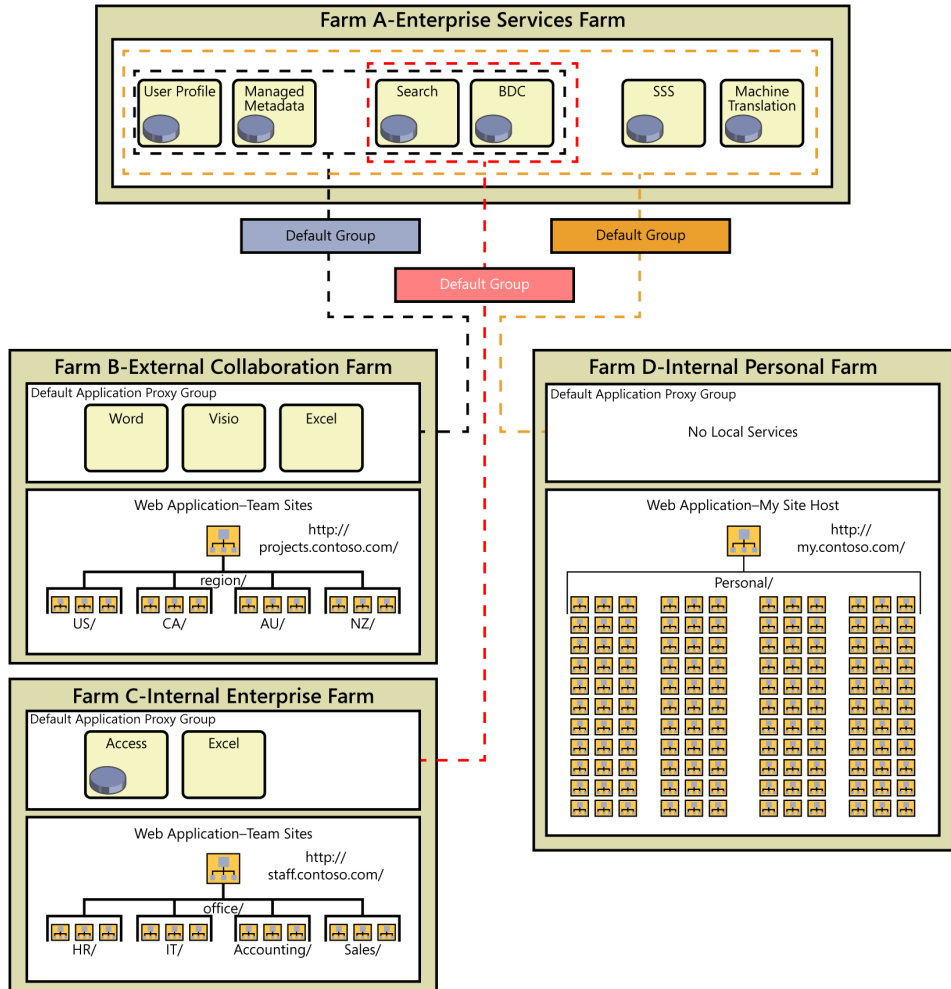 Farm A-Enterprise Services Farm
User Profile
Managed
Metadata
Search
BDC
SSS
Machine
Translation
Default Group
Default Group
Default Group
Farm B-External Collaboration Farm
Default Application Proxy Group
Word
Visio
Excel
Web Application–Team Sites
http://
projects.contoso.com/
region/
US/
CA/
AU/
NZ/
Farm C-Internal Enterprise Farm
Default Application Proxy Group
Access
Excel
Web Application–Team Sites
http://
staff.contoso.com/
office/
HR/
IT/
Accounting/
Sales/
Farm D-Internal Personal Farm
Default Application Proxy Group
No Local Services
Web Application–My Site Host
http://
my.contoso.com/
Personal/